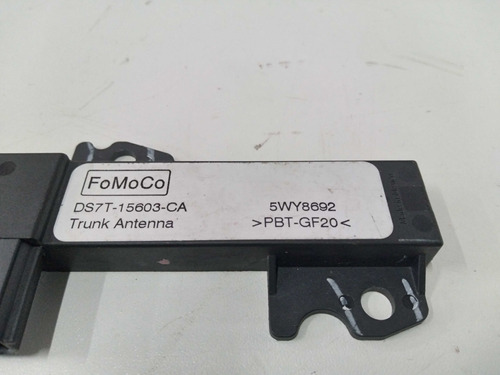 FoMoCo
DS7T-15603-CA
5WY8692
Trunk Antenna
>PBT-GF20<